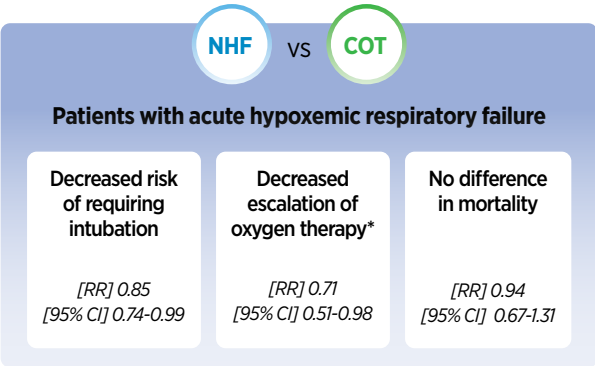 NHF vs COT
Patients with acute hypoxemic respiratory failure
Decreased risk
of requiring
intubation
[RR] 0.85
[95% CI] 0.74-0.99
Decreased
escalation of
oxygen therapy*
[RR] 0.71
[95% CI] 0.51-0.98
No difference
in mortality
[RR] 0.94
[95% CI] 0.67-1.31